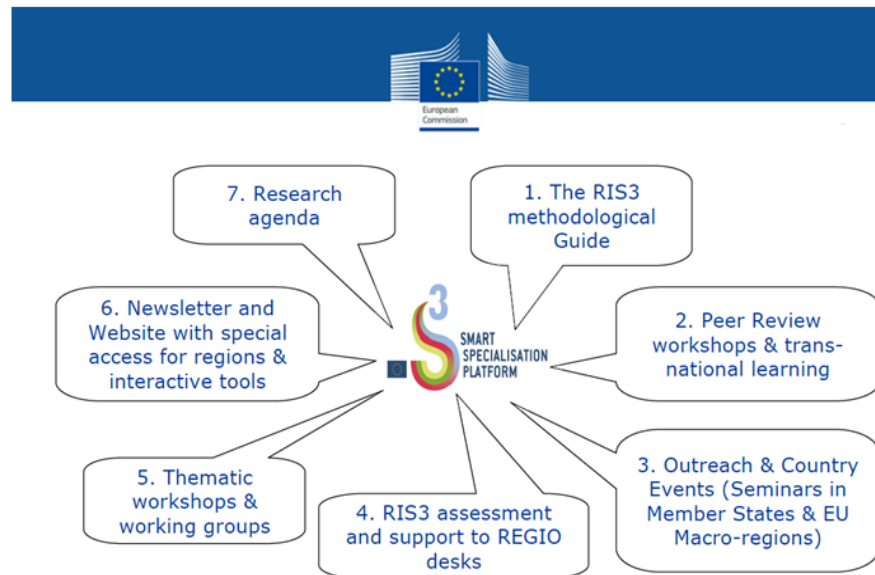 European
Commission
7. Research
agenda
1. The RIS3
methodological
Guide
6. Newsletter and
Website with special
access for regions &
interactive tools
3
SMART
SPECIALISATION
PLATFORM
2. Peer Review
workshops & trans-
national learning
5. Thematic
workshops &
working groups
4. RIS3 assessment
and support to REGIO
desks
3. Outreach & Country
Events (Seminars in
Member States & EU
Macro-regions)